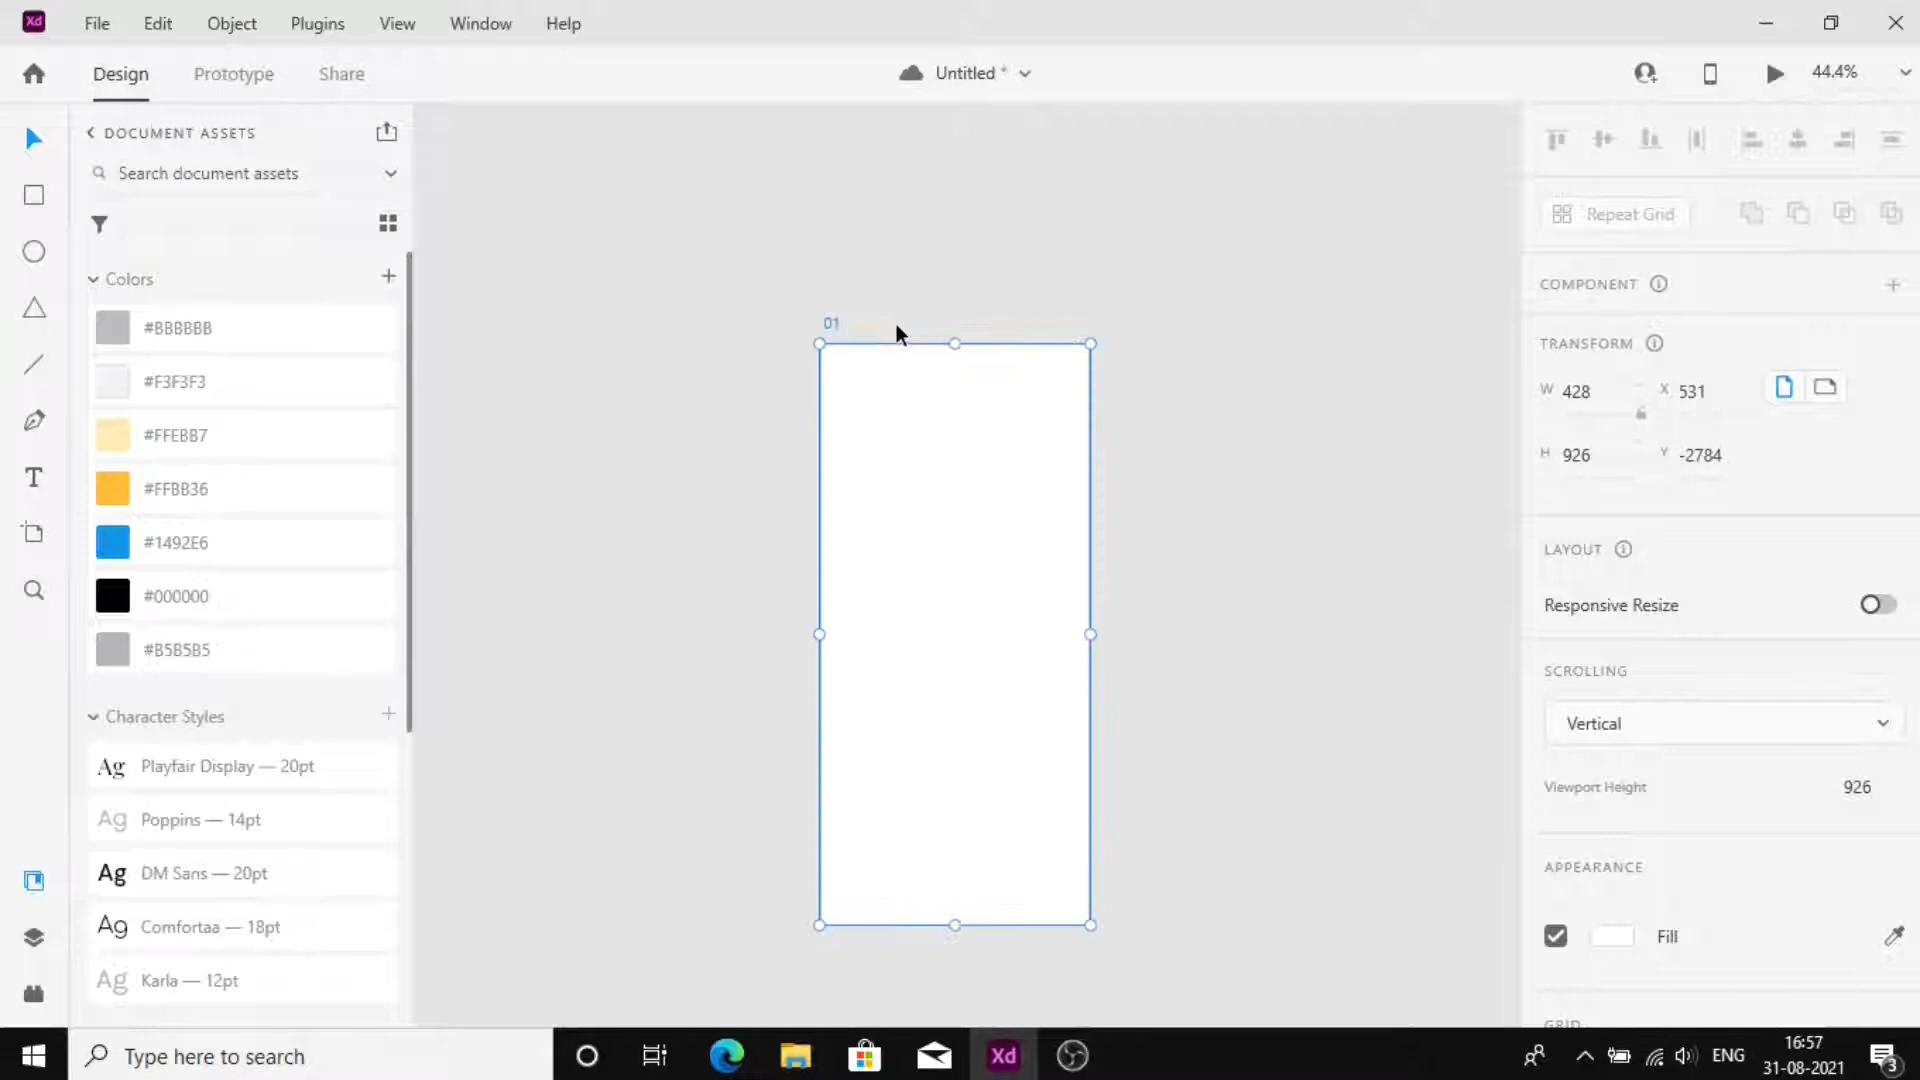 Xd File Edit Object Plugins View Window Help
Design Prototype Share Untitled * 44.4%
DOCUMENT ASSETS
Search document assets
Colors
#BBBBBB
#F3F3F3
#FFEBB7
#FFBB36
#1492E6
#000000
#B5B5B5
Character Styles
Ag Playfair Display — 20pt
Ag Poppins — 14pt
Ag DM Sans — 20pt
Ag Comfortaa — 18pt
Ag Karla — 12pt
T
01
Repeat Grid
COMPONENT
TRANSFORM
W 428 X 531
H 926 Y -2784
LAYOUT
Responsive Resize
SCROLLING
Vertical
Viewport Height 926
APPEARANCE
Fill
GRID
Type here to search
Xd
ENG
16:57
31-08-2021
3